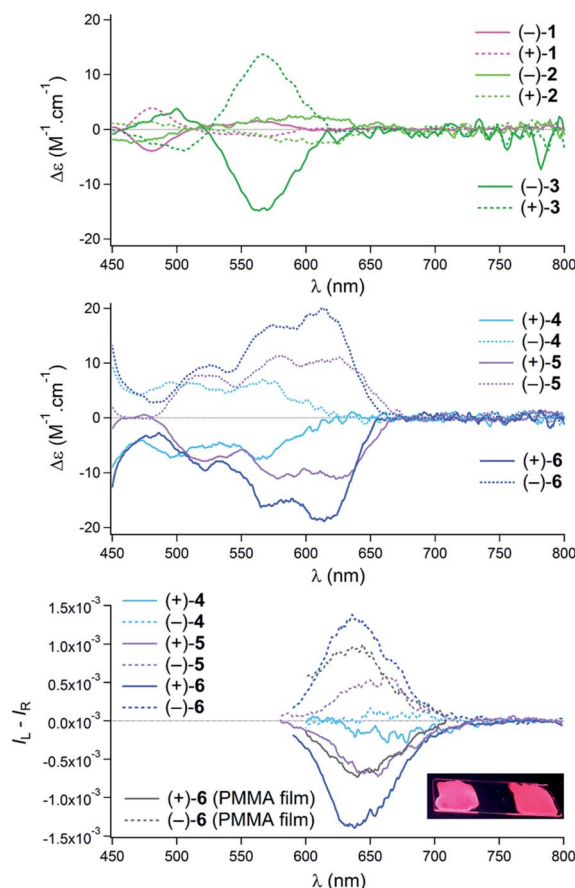 20
10
0
-10
-20
Δε (M⁻¹.cm⁻¹)
(−)-1
(+)-1
(−)-2
(+)-2
(−)-3
(+)-3
450 500 550 600 650 700 750 800
λ (nm)
20
10
0
-10
-20
Δε (M⁻¹.cm⁻¹)
(+)-4
(−)-4
(+)-5
(−)-5
(+)-6
(−)-6
450 500 550 600 650 700 750 800
λ (nm)
1.5x10⁻³
1.0x10⁻³
0.5x10⁻³
0.0x10⁻³
-0.5x10⁻³
-1.0x10⁻³
-1.5x10⁻³
I_L - I_R
(+)-4
(−)-4
(+)-5
(−)-5
(+)-6
(−)-6
(+)-6 (PMMA film)
(−)-6 (PMMA film)
450 500 550 600 650 700 750 800
λ (nm)